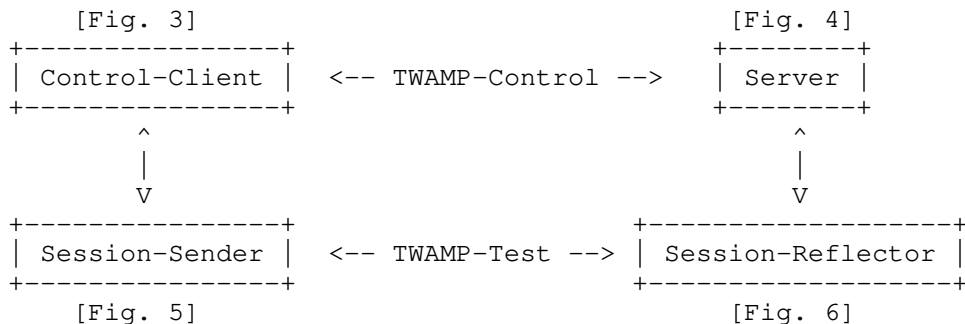 [Fig. 3]                                [Fig. 4]
+----------------+                      +--------+
| Control-Client |  <-- TWAMP-Control -->  | Server |
+----------------+                      +--------+
^                                ^
|                                |
V                                V
+----------------+                  +-------------------+
| Session-Sender |  <-- TWAMP-Test -->  | Session-Reflector |
+----------------+                  +-------------------+
[Fig. 5]                                [Fig. 6]